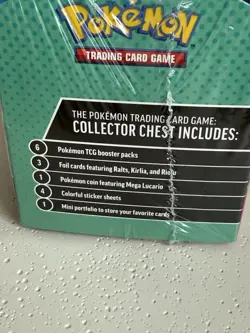 POKÉMON
TRADING CARD GAME
THE POKÉMON TRADING CARD GAME:
COLLECTOR CHEST INCLUDES:
6 Pokémon TCG booster packs
3 Foil cards featuring Ralts, Kirlia, and Riolu
1 Pokémon coin featuring Mega Lucario
4 Colorful sticker sheets
1 Mini portfolio to store your favorite cards